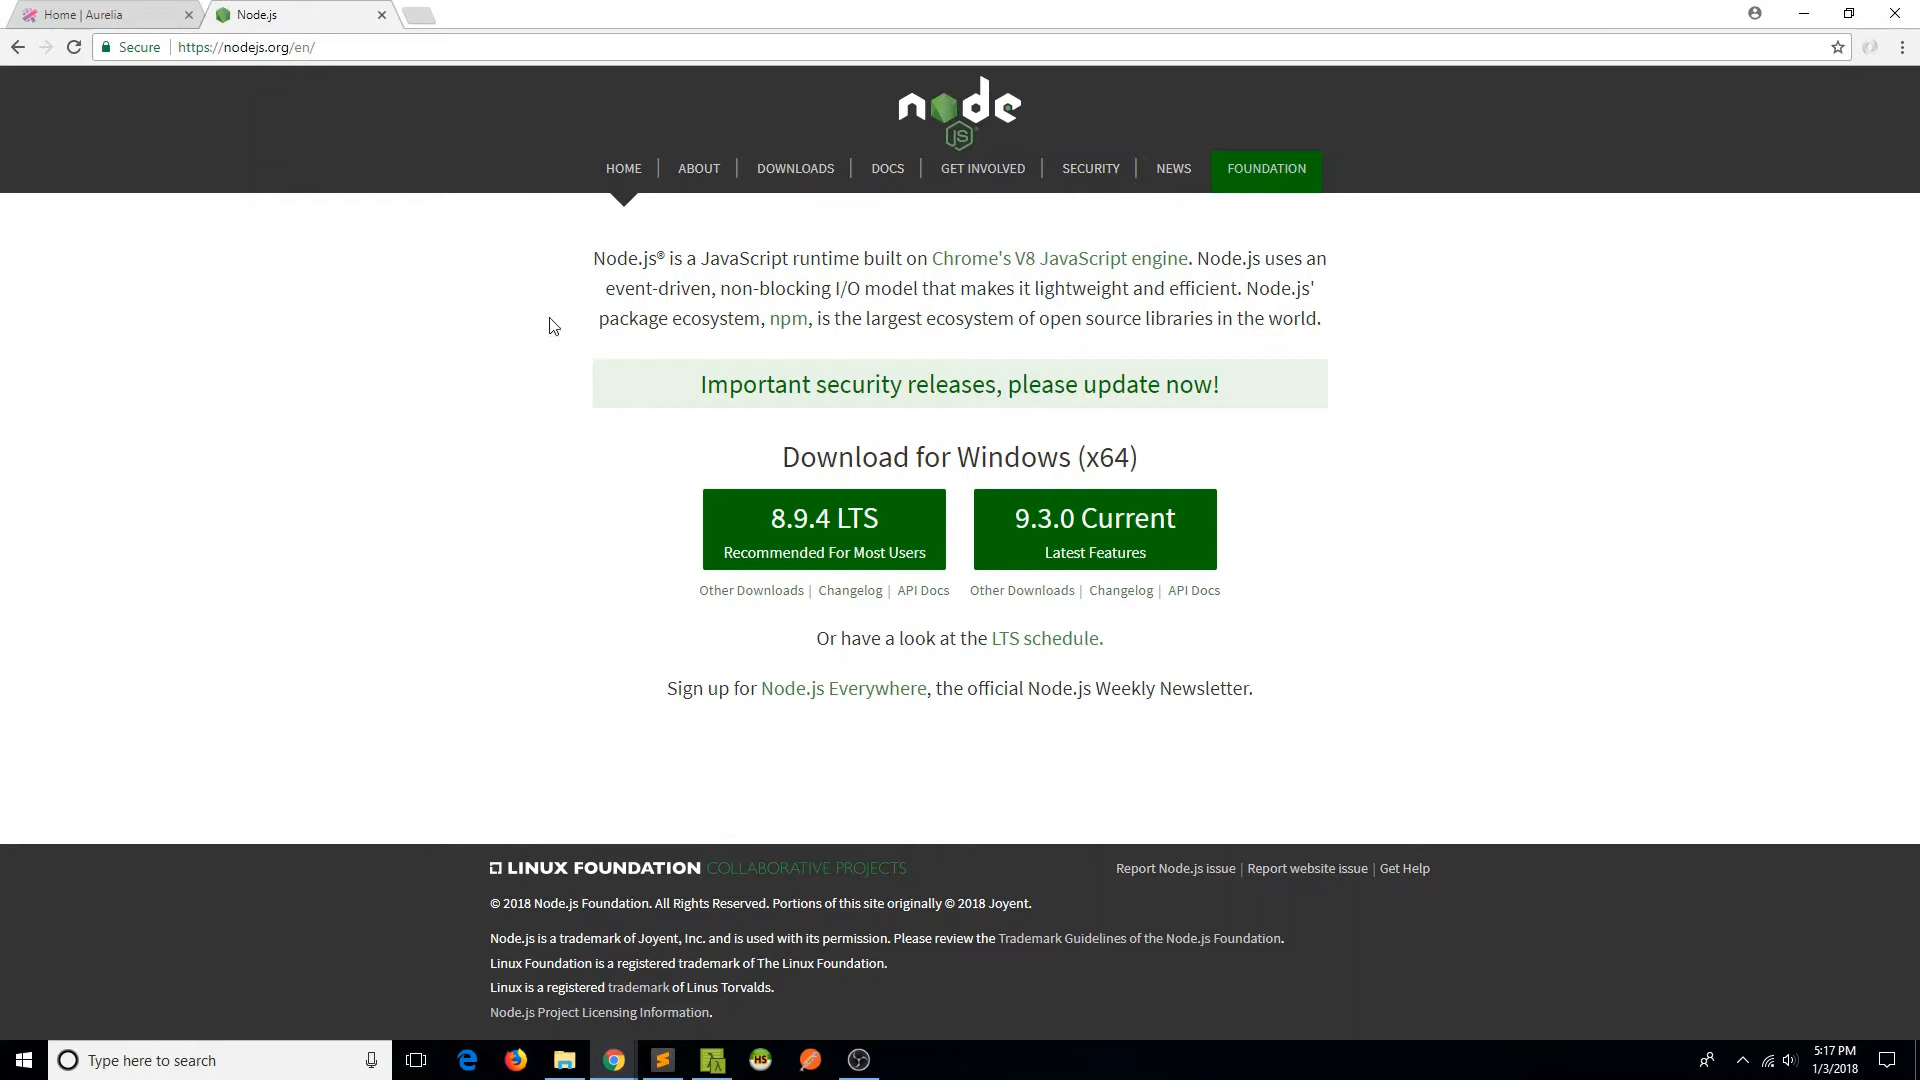 Home | Aurelia
Node.js
Secure
https://nodejs.org/en/
node
JS
HOME
ABOUT
DOWNLOADS
DOCS
GET INVOLVED
SECURITY
NEWS
FOUNDATION
Node.js® is a JavaScript runtime built on Chrome's V8 JavaScript engine. Node.js uses an
event-driven, non-blocking I/O model that makes it lightweight and efficient. Node.js'
package ecosystem, npm, is the largest ecosystem of open source libraries in the world.
Important security releases, please update now!
Download for Windows (x64)
8.9.4 LTS
Recommended For Most Users
9.3.0 Current
Latest Features
Other Downloads | Changelog | API Docs
Other Downloads | Changelog | API Docs
Or have a look at the LTS schedule.
Sign up for Node.js Everywhere, the official Node.js Weekly Newsletter.
LINUX FOUNDATION COLLABORATIVE PROJECTS
Report Node.js issue | Report website issue | Get Help
© 2018 Node.js Foundation. All Rights Reserved. Portions of this site originally © 2018 Joyent.
Node.js is a trademark of Joyent, Inc. and is used with its permission. Please review the Trademark Guidelines of the Node.js Foundation.
Linux Foundation is a registered trademark of The Linux Foundation.
Linux is a registered trademark of Linus Torvalds.
Node.js Project Licensing Information.
Type here to search
HS
5:17 PM
1/3/2018